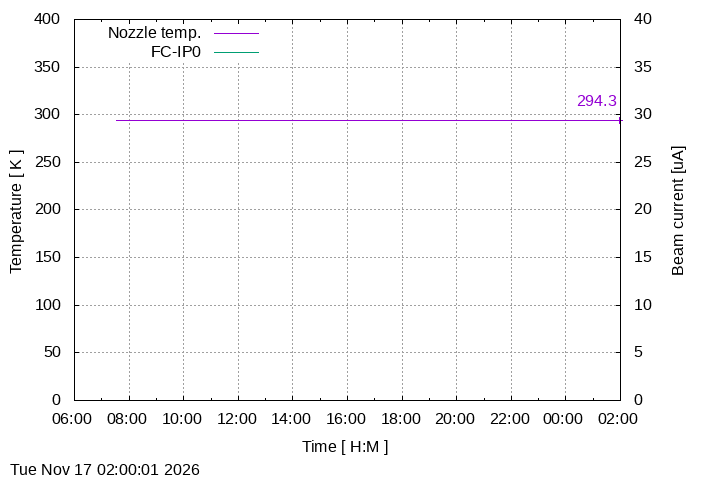 Nozzle temp.
FC-IP0
400
350
300
250
200
150
100
50
0
Temperature [ K ]
294.3
40
35
30
25
20
15
10
5
0
Beam current [uA]
06:00 08:00 10:00 12:00 14:00 16:00 18:00 20:00 22:00 00:00 02:00
Time [ H:M ]
Tue Nov 17 02:00:01 2026